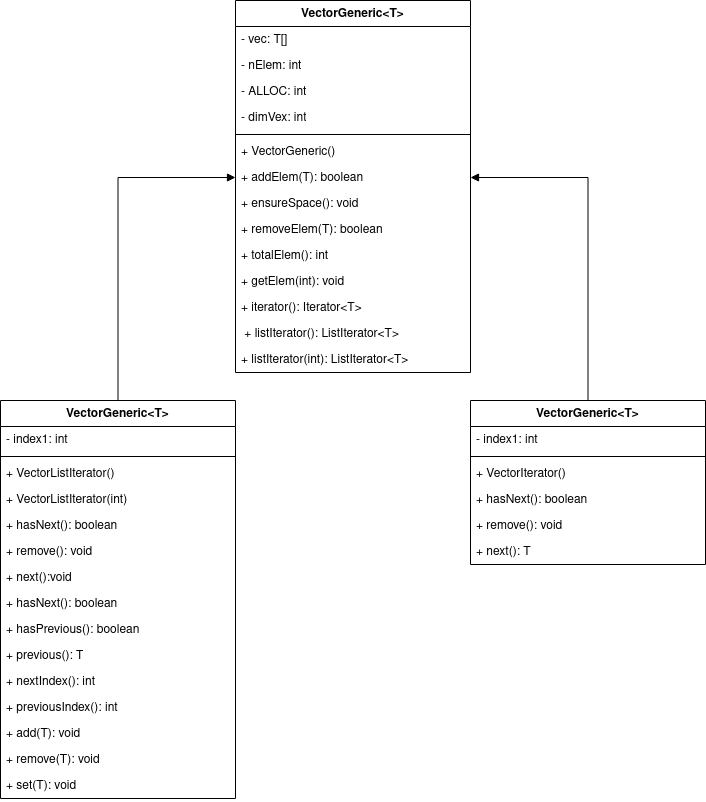 VectorGeneric<T>
- vec: T[]
- nElem: int
- ALLOC: int
- dimVex: int
+ VectorGeneric()
+ addElem(T): boolean
+ ensureSpace(): void
+ removeElem(T): boolean
+ totalElem(): int
+ getElem(int): void
+ iterator(): Iterator<T>
+ listIterator(): ListIterator<T>
+ listIterator(int): ListIterator<T>
VectorGeneric<T>
- index1: int
+ VectorListIterator()
+ VectorListIterator(int)
+ hasNext(): boolean
+ remove(): void
+ next():void
+ hasNext(): boolean
+ hasPrevious(): boolean
+ previous(): T
+ nextIndex(): int
+ previousIndex(): int
+ add(T): void
+ remove(T): void
+ set(T): void
VectorGeneric<T>
- index1: int
+ VectorIterator()
+ hasNext(): boolean
+ remove(): void
+ next(): T